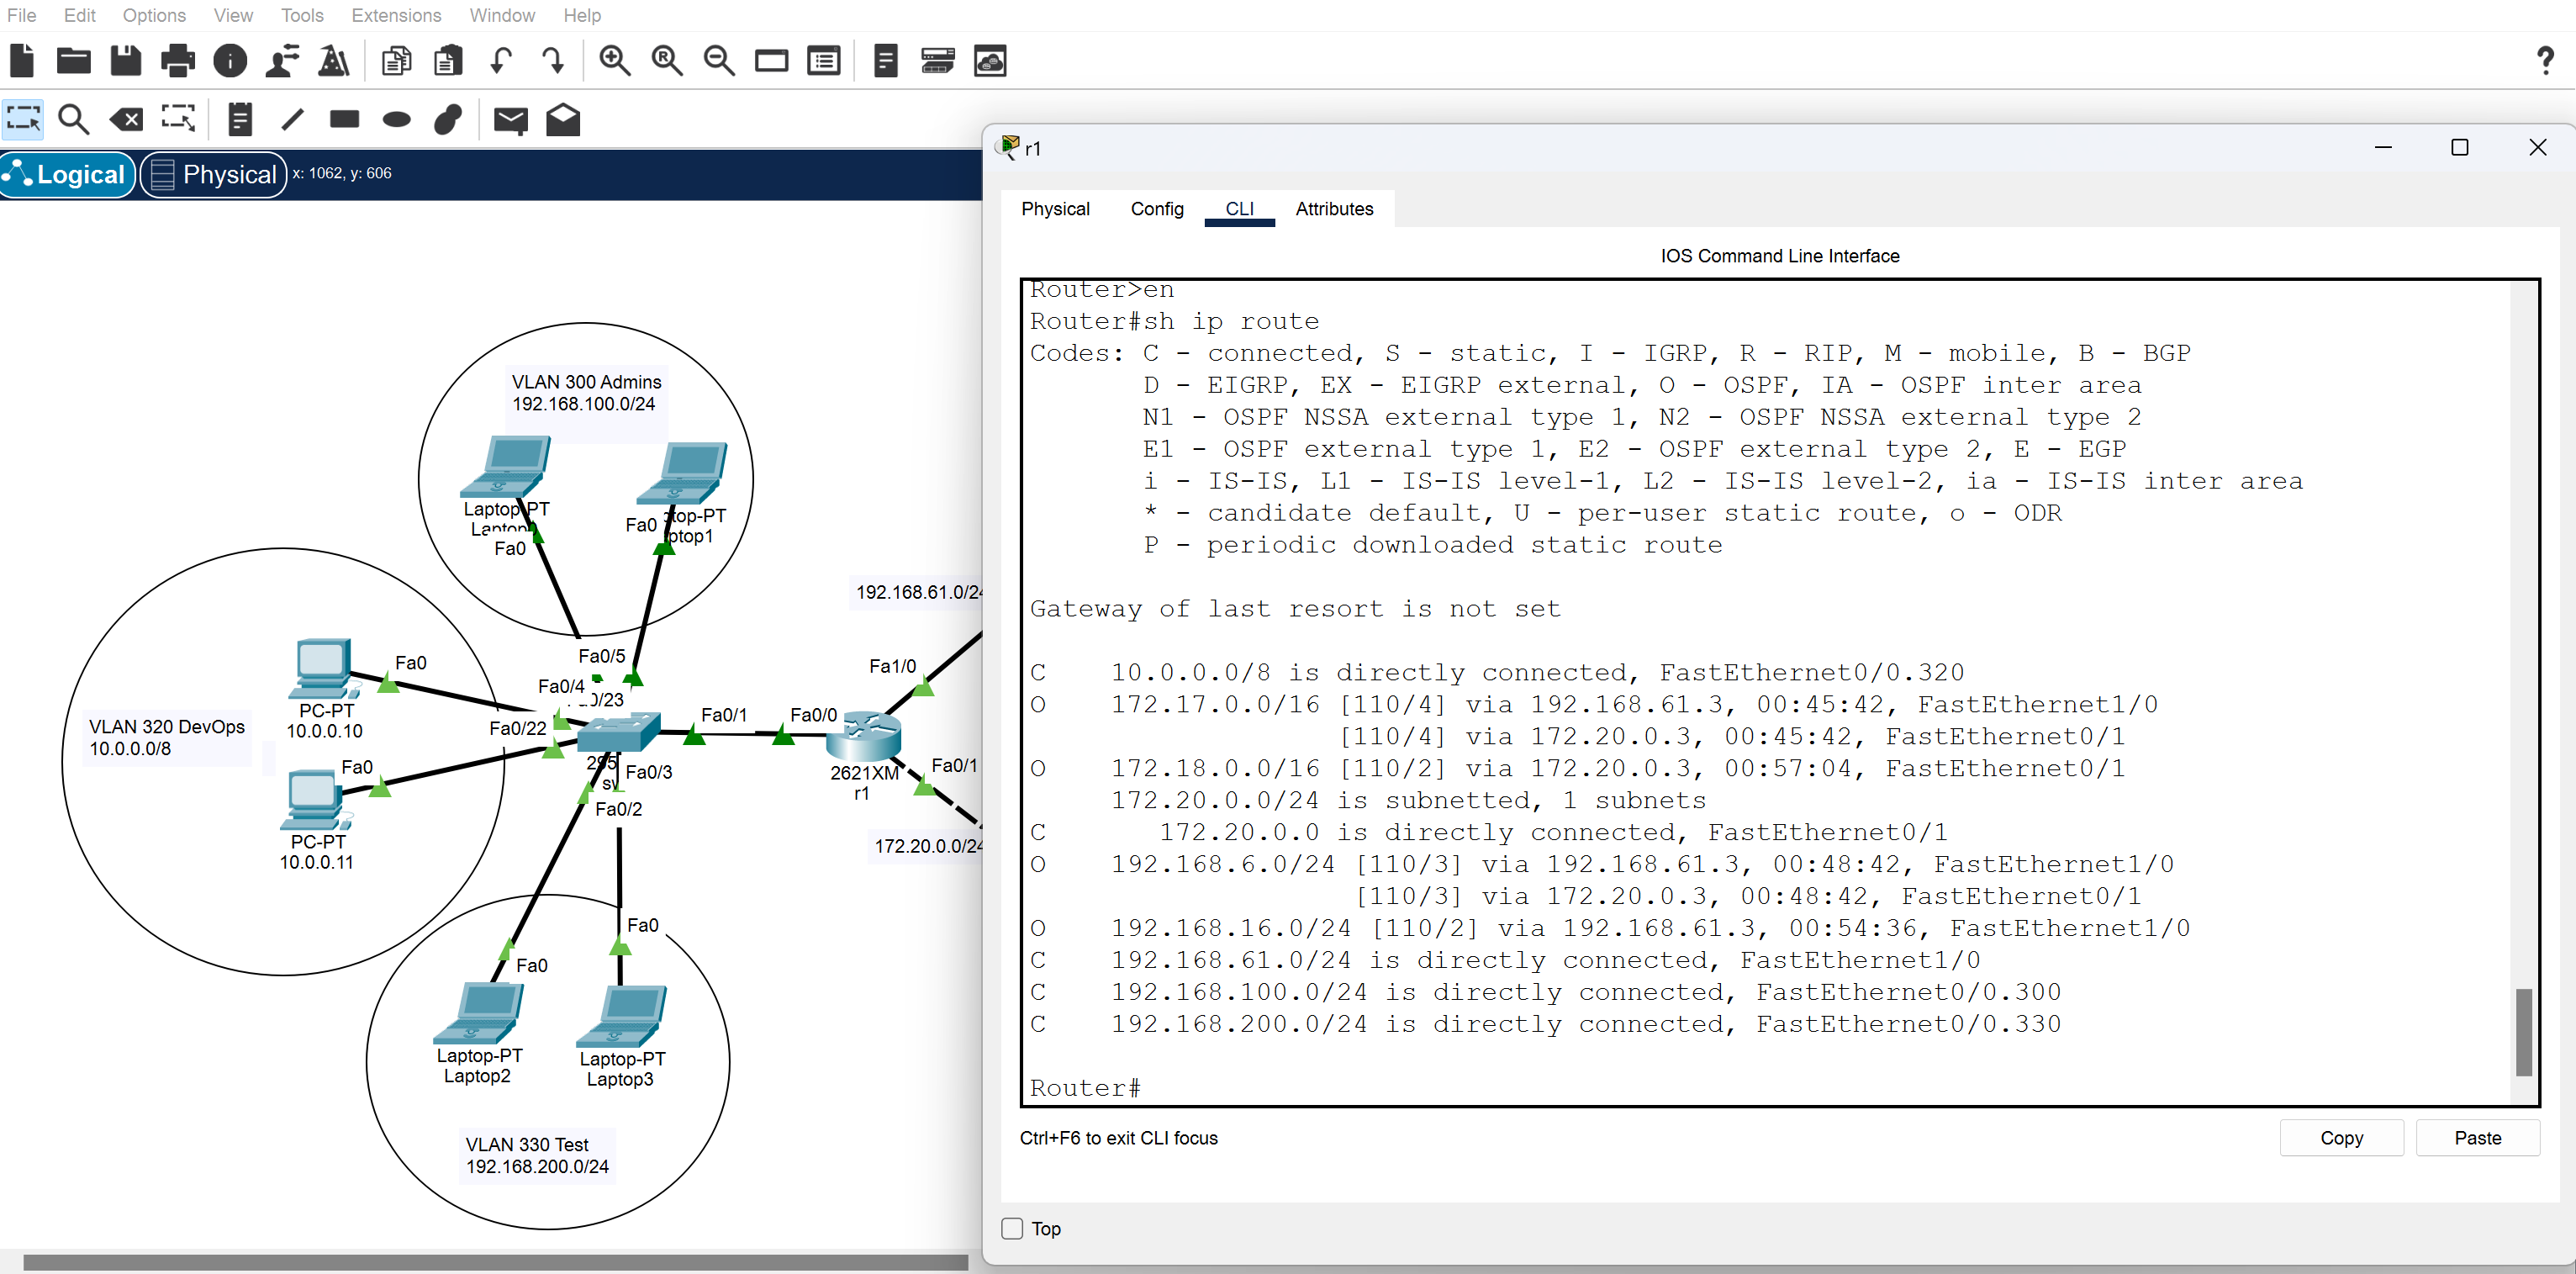 File Edit Options View Tools Extensions Window Help
Logical Physical x: 1062, y: 606
VLAN 300 Admins
192.168.100.0/24
Laptop-PT
Fa0
Fa0
Fa0/5
Fa0/4
Fa0
PC-PT
10.0.0.10
VLAN 320 DevOps
10.0.0.0/8
Fa0/22
Fa0
PC-PT
10.0.0.11
Fa0/3
Fa0/2
Fa0/1
Fa0/0
2621XM
r1
Fa1/0
Fa0/1
Fa0
Fa0
Laptop-PT
Laptop2
Laptop-PT
Laptop3
VLAN 330 Test
192.168.200.0/24
r1
Physical Config CLI Attributes
IOS Command Line Interface
Router>en
Router#sh ip route
Codes: C - connected, S - static, I - IGRP, R - RIP, M - mobile, B - BGP
D - EIGRP, EX - EIGRP external, O - OSPF, IA - OSPF inter area
N1 - OSPF NSSA external type 1, N2 - OSPF NSSA external type 2
E1 - OSPF external type 1, E2 - OSPF external type 2, E - EGP
i - IS-IS, L1 - IS-IS level-1, L2 - IS-IS level-2, ia - IS-IS inter area
* - candidate default, U - per-user static route, o - ODR
P - periodic downloaded static route
Gateway of last resort is not set
C 10.0.0.0/8 is directly connected, FastEthernet0/0.320
O 172.17.0.0/16 [110/4] via 192.168.61.3, 00:45:42, FastEthernet1/0
[110/4] via 172.20.0.3, 00:45:42, FastEthernet0/1
O 172.18.0.0/16 [110/2] via 172.20.0.3, 00:57:04, FastEthernet0/1
172.20.0.0/24 is subnetted, 1 subnets
C 172.20.0.0 is directly connected, FastEthernet0/1
O 192.168.6.0/24 [110/3] via 192.168.61.3, 00:48:42, FastEthernet1/0
[110/3] via 172.20.0.3, 00:48:42, FastEthernet0/1
O 192.168.16.0/24 [110/2] via 192.168.61.3, 00:54:36, FastEthernet1/0
C 192.168.61.0/24 is directly connected, FastEthernet1/0
C 192.168.100.0/24 is directly connected, FastEthernet0/0.300
C 192.168.200.0/24 is directly connected, FastEthernet0/0.330
Router#
Ctrl+F6 to exit CLI focus
Copy Paste
Top